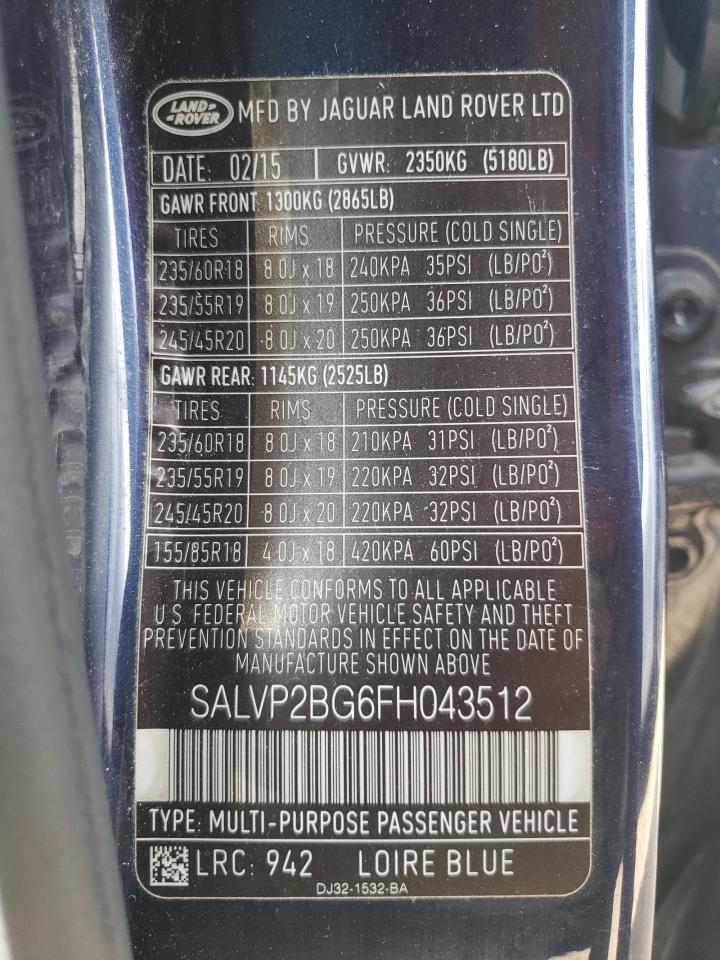 LAND-
-ROVER
MFD BY JAGUAR LAND ROVER LTD
DATE: 02/15 GVWR: 2350KG (5180LB)
GAWR FRONT: 1300KG (2865LB)
TIRES RIMS PRESSURE (COLD SINGLE)
235/60R18 8.0J x 18 240KPA 35PSI (LB/PO²)
235/55R19 8.0J x 19 250KPA 36PSI (LB/PO²)
245/45R20 8.0J x 20 250KPA 36PSI (LB/PO²)
GAWR REAR: 1145KG (2525LB)
TIRES RIMS PRESSURE (COLD SINGLE)
235/60R18 8.0J x 18 210KPA 31PSI (LB/PO²)
235/55R19 8.0J x 19 220KPA 32PSI (LB/PO²)
245/45R20 8.0J x 20 220KPA 32PSI (LB/PO²)
155/85R18 4.0J x 18 420KPA 60PSI (LB/PO²)
THIS VEHICLE CONFORMS TO ALL APPLICABLE
U.S. FEDERAL MOTOR VEHICLE SAFETY AND THEFT
PREVENTION STANDARDS IN EFFECT ON THE DATE OF
MANUFACTURE SHOWN ABOVE
SALVP2BG6FH043512
TYPE: MULTI-PURPOSE PASSENGER VEHICLE
LRC: 942 LOIRE BLUE
DJ32-1532-BA